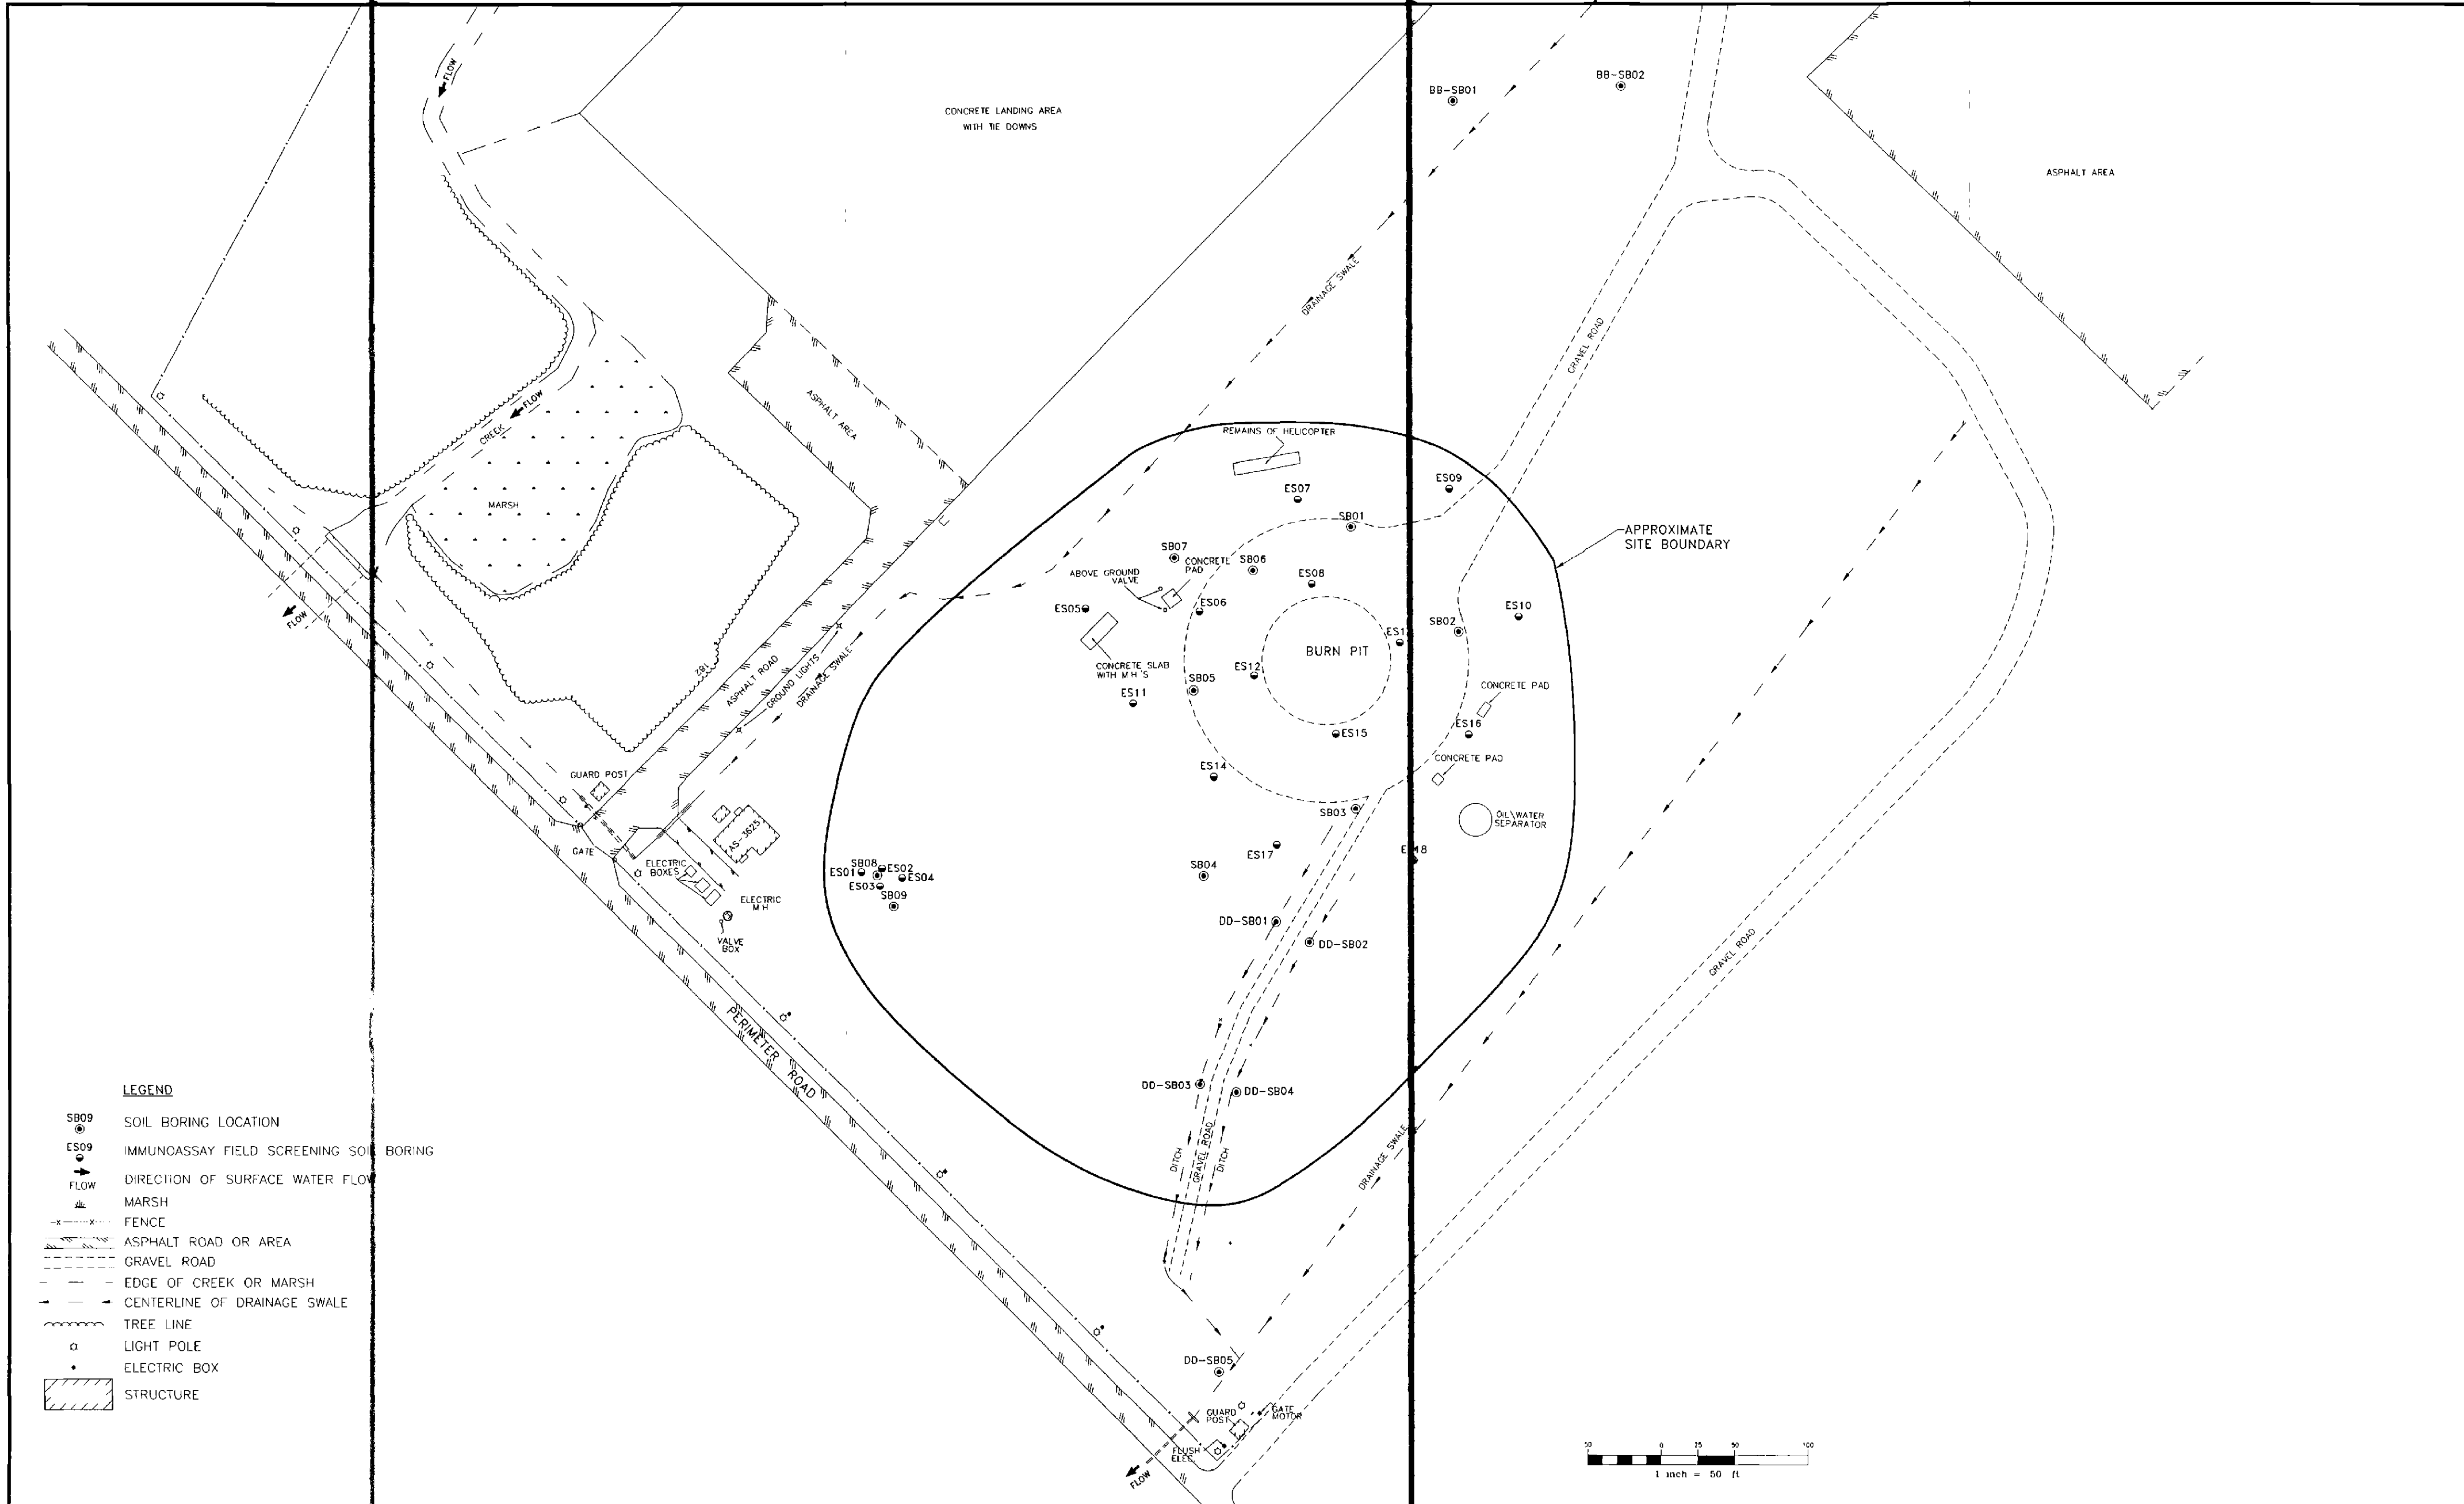 FLOW
CONCRETE LANDING AREA
WITH TIE DOWNS
BB-SB01
BB-SB02
ASPHALT AREA
DRAINAGE SWALE
GRAVEL ROAD
ASPHALT AREA
FLOW
CREEK
MARSH
FLOW
REMAINS OF HELICOPTER
ES07
ES09
SB01
APPROXIMATE
SITE BOUNDARY
SB07
CONCRETE
PAD
SB06
ES08
ABOVE GROUND
VALVE
ES05
ES06
ES10
SB02
BURN PIT
ES12
CONCRETE SLAB
WITH M H 'S
SB05
ES11
CONCRETE PAD
ES16
ES15
CONCRETE PAD
ES14
SB03
OIL\WATER
SEPARATOR
182
ASPHALT ROAD
GROUND LIGHTS
DRAINAGE SWALE
GUARD POST
GATE
AS-3625
ELECTRIC
BOXES
ELECTRIC
M H
VALVE
BOX
SB08
ES01
ES02
ES04
ES03
SB09
ES17
SB04
DD-SB01
DD-SB02
GRAVEL ROAD
PERIMETER ROAD
DD-SB03
DD-SB04
DITCH
GRAVEL ROAD
DITCH
DRAINAGE SWALE
DD-SB05
GUARD
POST
GATE
MOTOR
FLUSH
ELEC.
FLOW
LEGEND
SB09
SOIL BORING LOCATION
ES09
IMMUNOASSAY FIELD SCREENING SOIL BORING
FLOW
DIRECTION OF SURFACE WATER FLOW
MARSH
-x-----x- FENCE
ASPHALT ROAD OR AREA
GRAVEL ROAD
EDGE OF CREEK OR MARSH
CENTERLINE OF DRAINAGE SWALE
TREE LINE
LIGHT POLE
ELECTRIC BOX
STRUCTURE
50 0 25 50 100
1 inch = 50 ft